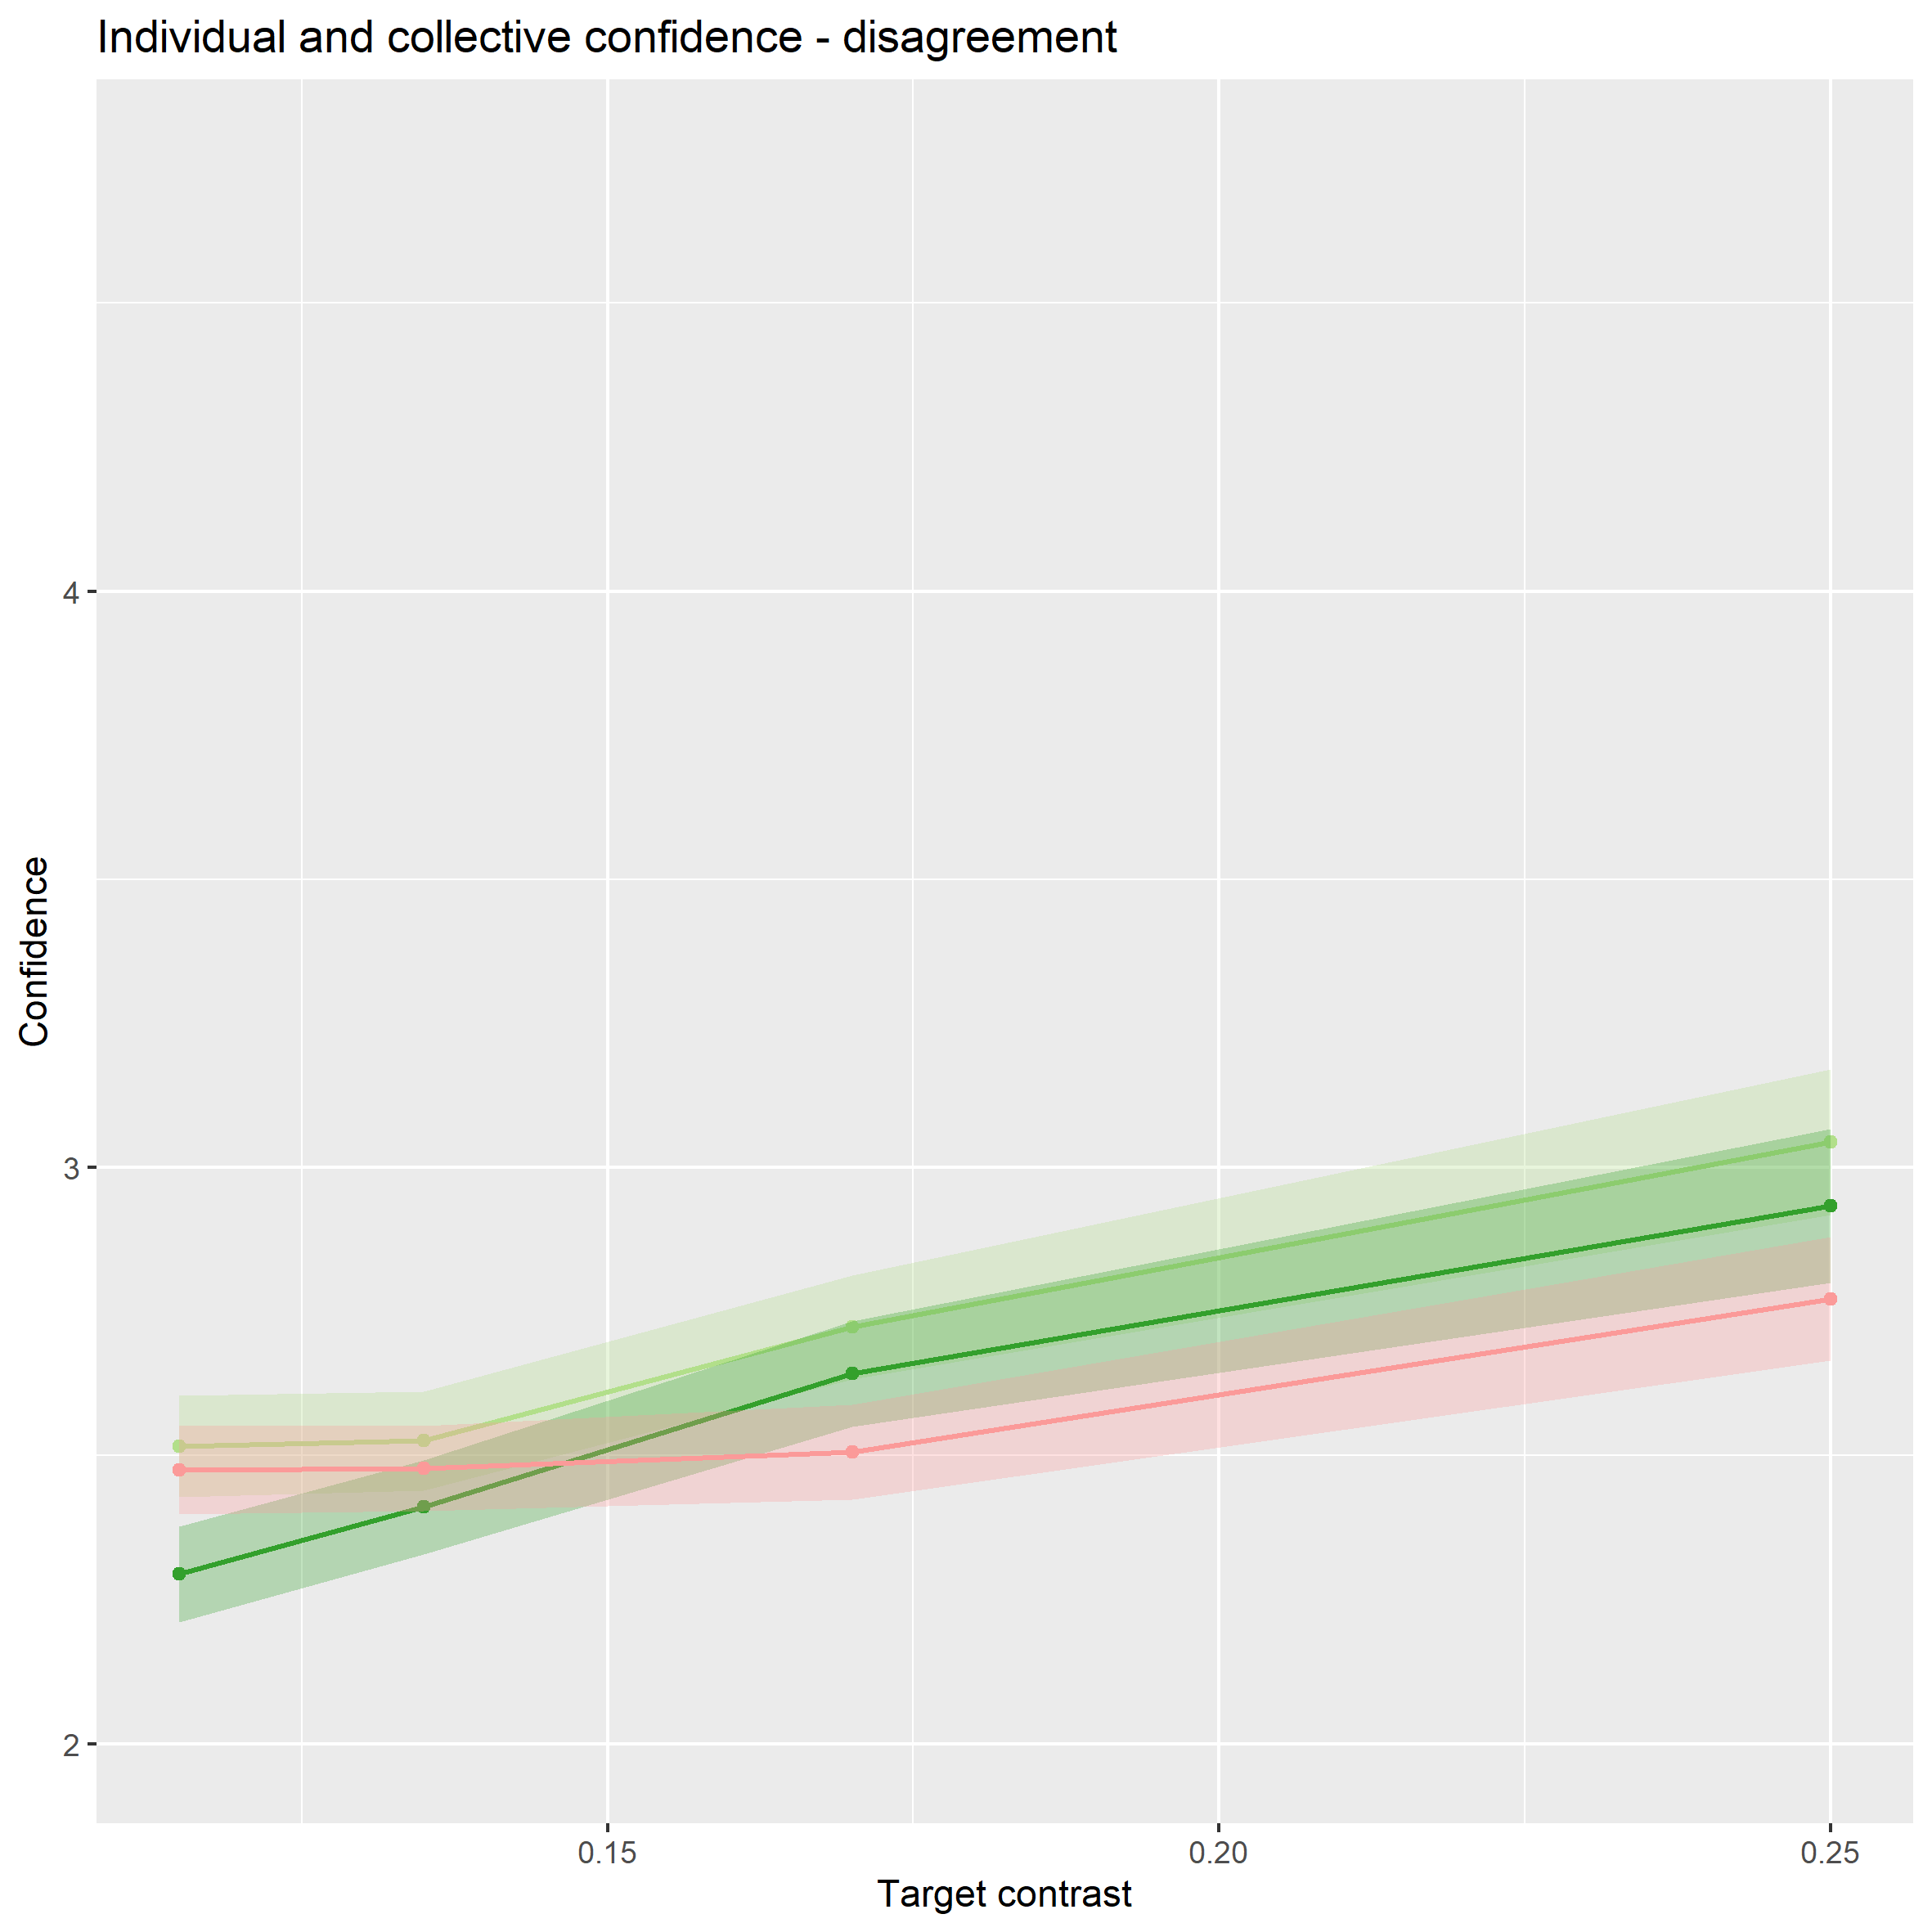 Individual and collective confidence - disagreement
Confidence
4
3
2
0.15
0.20
0.25
Target contrast